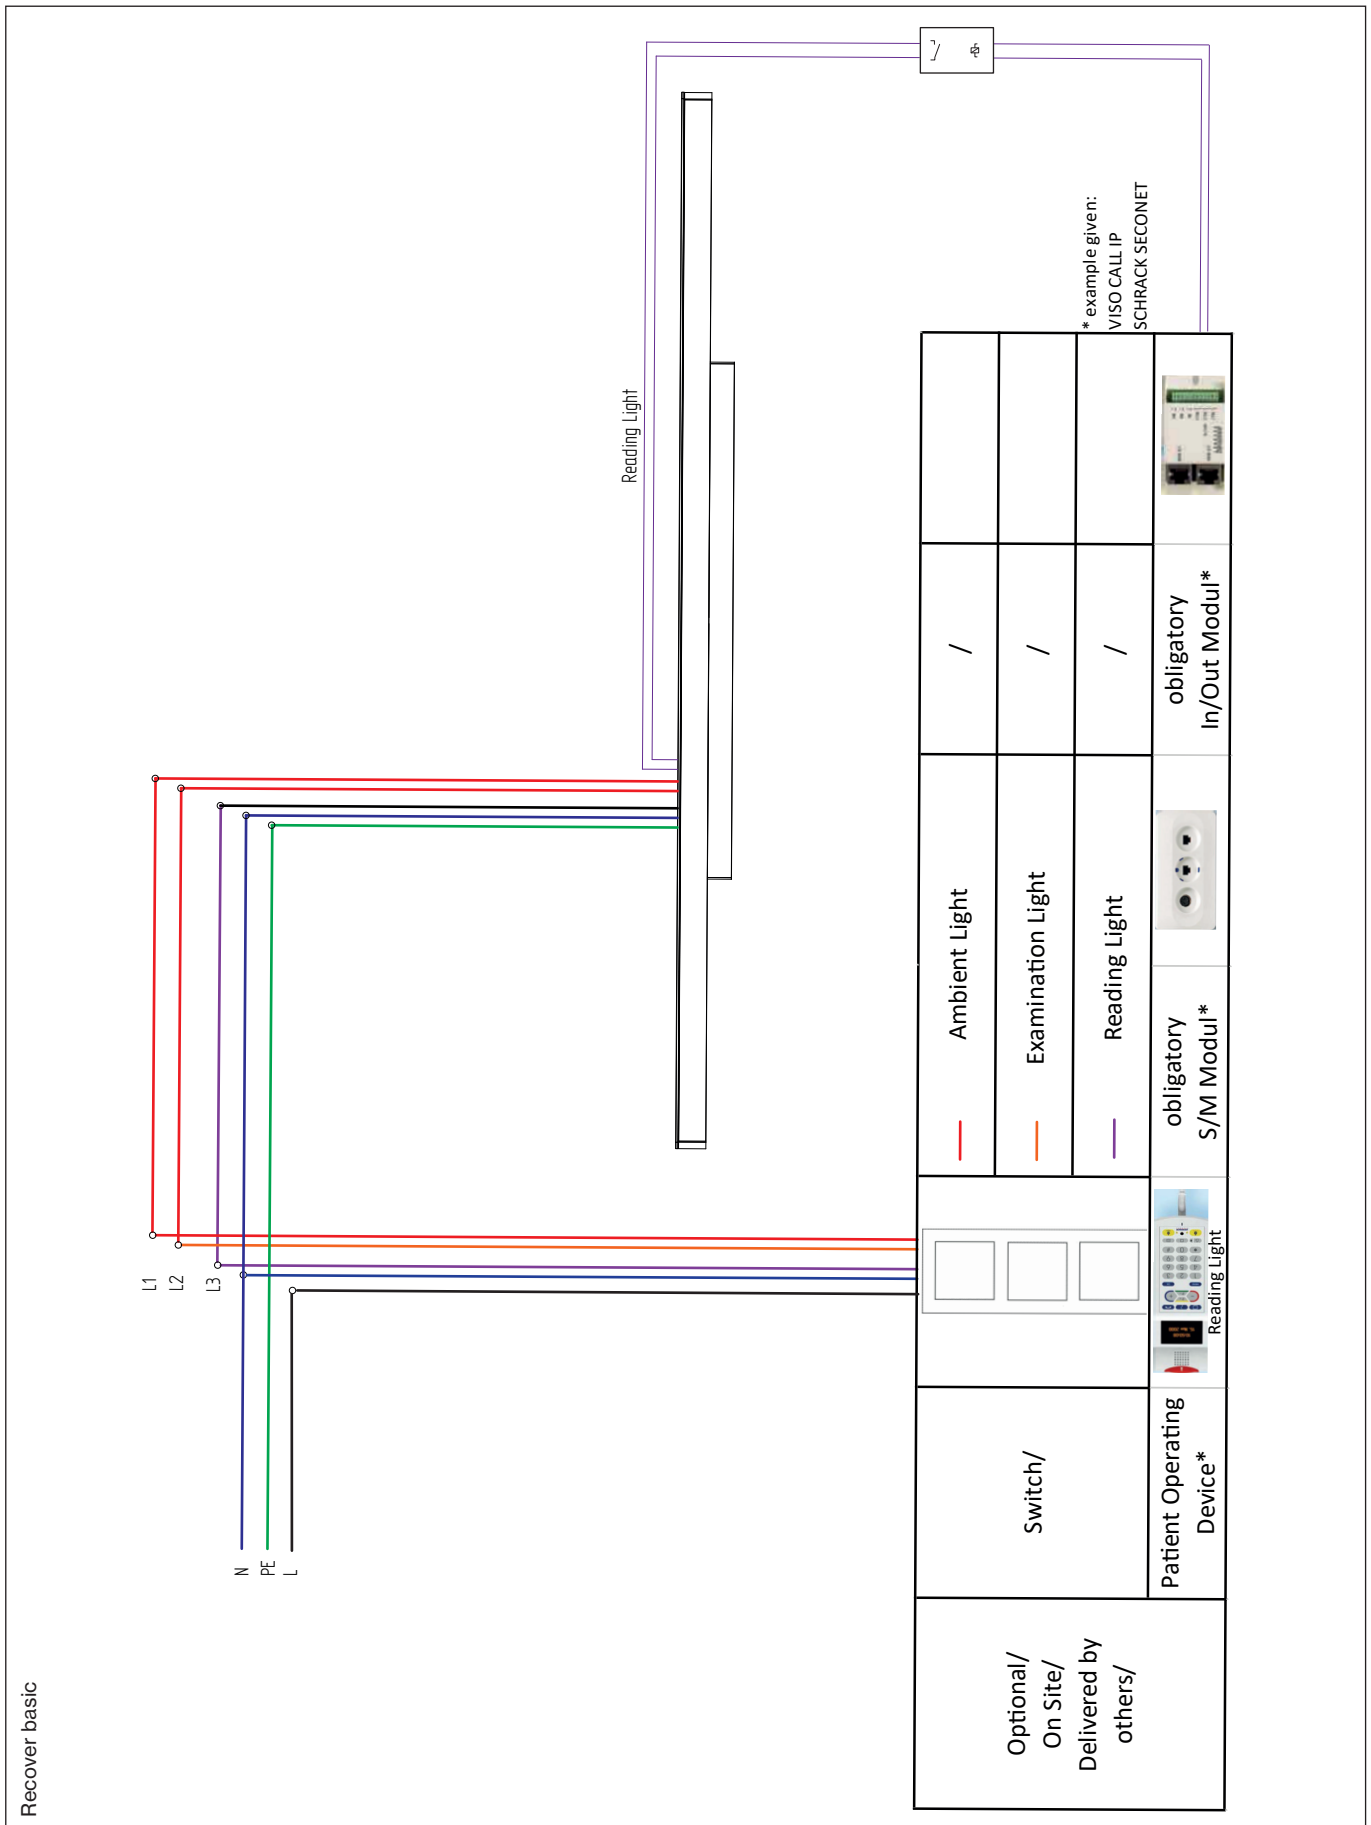 Recover basic
L1
L2
L3
N
PE
L
Reading Light
* example given:
VISO CALL IP
SCHRACK SECONET
Optional/
On Site/
Delivered by
others/
Switch/
Ambient Light
/
Examination Light
/
Reading Light
/
Patient Operating
Device*
Reading Light
obligatory
S/M Modul*
obligatory
In/Out Modul*